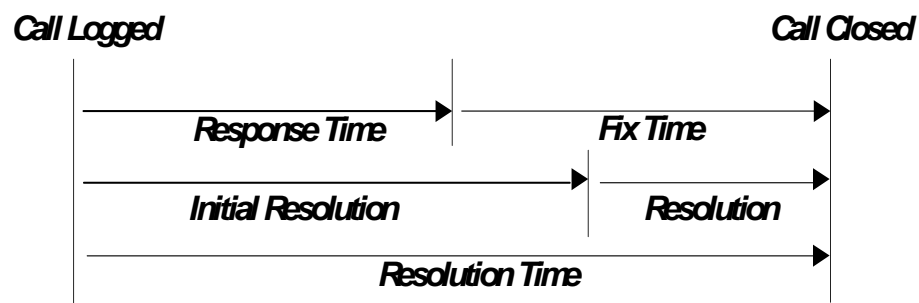 Call Logged
Call Closed
Response Time
Fix Time
Initial Resolution
Resolution
Resolution Time